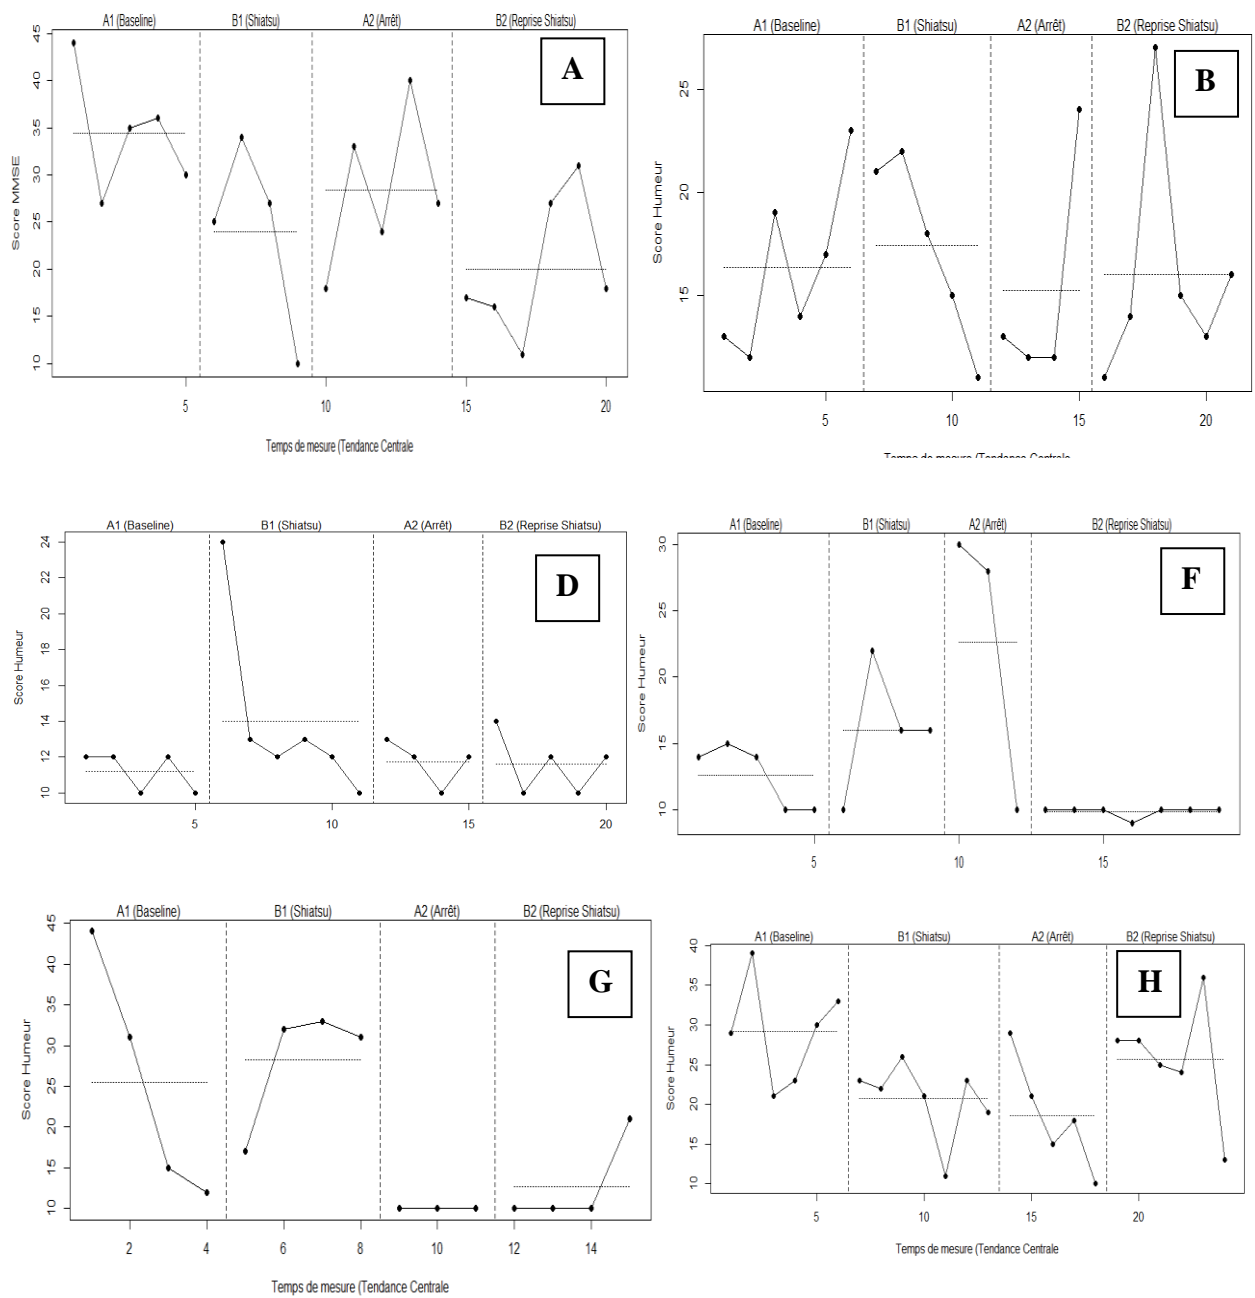 A1 (Baseline) B1 (Shiatsu) A2 (Arrêt) B2 (Reprise Shiatsu)
A
Score MMSE
10 15 20 25 30 35 40 45
5 10 15 20
Temps de mesure (Tendance Centrale
A1 (Baseline) B1 (Shiatsu) A2 (Arrêt) B2 (Reprise Shiatsu)
B
Score Humeur
15 20 25
5 10 15 20
Temps de mesure (Tendance Centrale
A1 (Baseline) B1 (Shiatsu) A2 (Arrêt) B2 (Reprise Shiatsu)
D
Score Humeur
10 12 14 16 18 20 22 24
5 10 15 20
A1 (Baseline) B1 (Shiatsu) A2 (Arrêt) B2 (Reprise Shiatsu)
F
Score Humeur
10 15 20 25 30
5 10 15
A1 (Baseline) B1 (Shiatsu) A2 (Arrêt) B2 (Reprise Shiatsu)
G
Score Humeur
10 15 20 25 30 35 40 45
2 4 6 8 10 12 14
Temps de mesure (Tendance Centrale
A1 (Baseline) B1 (Shiatsu) A2 (Arrêt) B2 (Reprise Shiatsu)
H
Score Humeur
10 15 20 25 30 35 40
5 10 15 20
Temps de mesure (Tendance Centrale